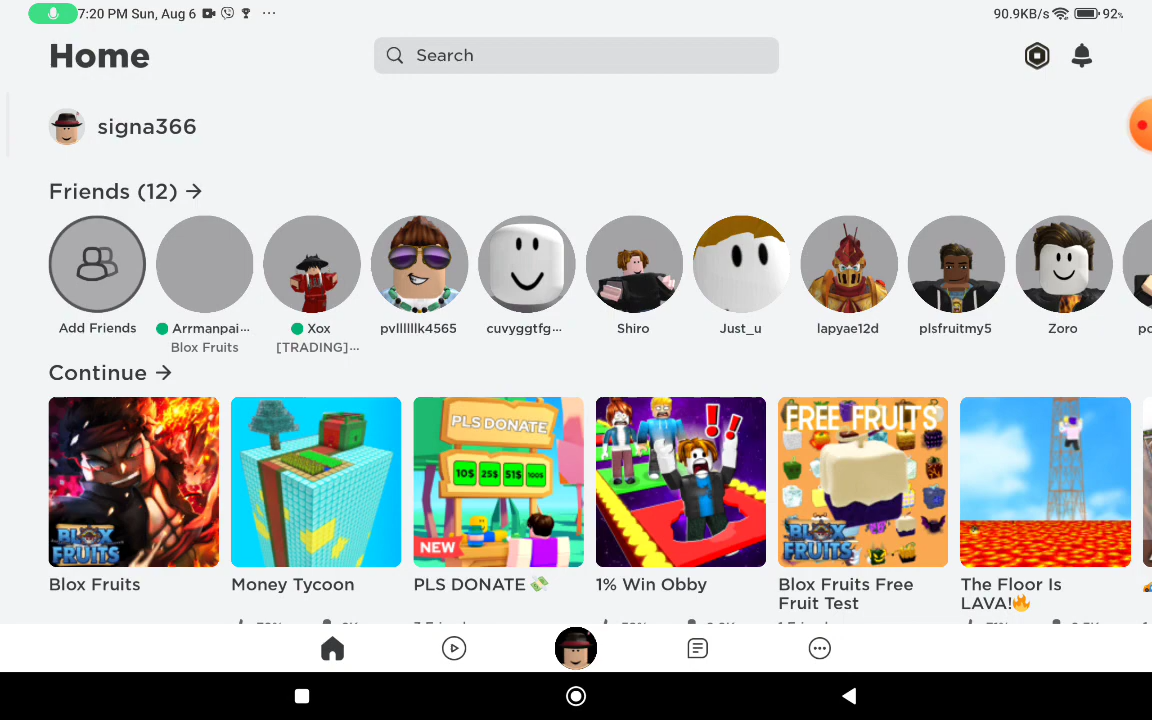 7:20 PM Sun, Aug 6
90.9KB/s
92%
Home
Search
signa366
Friends (12)
Add Friends
Arrmanpai...
Blox Fruits
Xox
[TRADING]...
pvlllllllk4565
cuvyggtfg...
Shiro
Just_u
lapyae12d
plsfruitmy5
Zoro
Continue
BLOX FRUITS
PLS DONATE
10$ 25$ 51$ 100$
NEW
FREE FRUITS
BLOX FRUITS
Blox Fruits
Money Tycoon
PLS DONATE 💸
1% Win Obby
Blox Fruits Free
Fruit Test
The Floor Is
LAVA!🔥